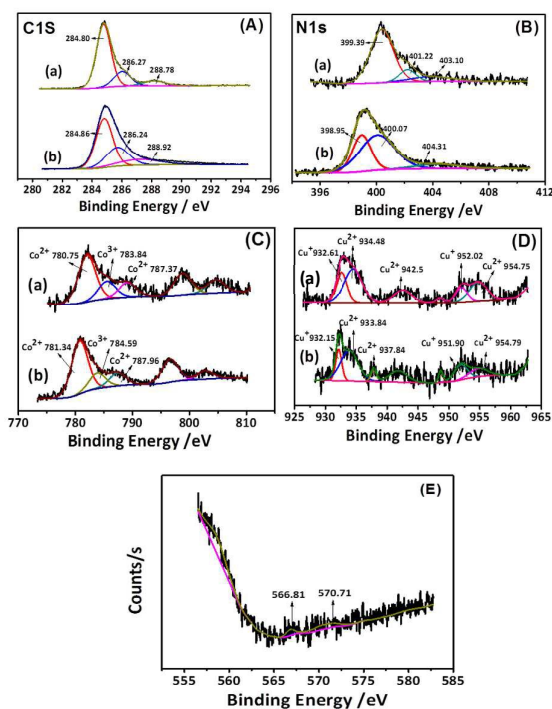 C1S
(A)
284.80
286.27
288.78
(a)
284.86
286.24
288.92
(b)
280 282 284 286 288 290 292 294 296
Binding Energy / eV
N1s
(B)
399.39
401.22
403.10
(a)
398.95
400.07
404.31
(b)
396 400 404 408 412
Binding Energy / eV
(C)
Co2+ 780.75
Co3+ 783.84
Co2+ 787.37
(a)
Co2+ 781.34
Co3+ 784.59
Co2+ 787.96
(b)
770 780 790 800 810
Binding Energy /eV
(D)
Cu+ 932.61
Cu2+ 934.48
Cu2+ 942.5
Cu+ 952.02
Cu2+ 954.75
a)
Cu+ 932.15
Cu2+ 933.84
Cu2+ 937.84
Cu+ 951.90
Cu2+ 954.79
b)
925 930 935 940 945 950 955 960 965
Binding Energy /eV
(E)
Counts/s
566.81
570.71
555 560 565 570 575 580 585
Binding Energy /eV